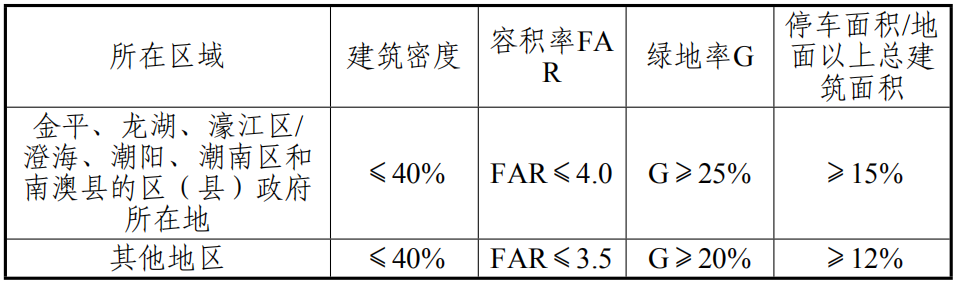 所在区域
建筑密度
容积率FA
R
绿地率G
停车面积/地
面以上总建
筑面积
金平、龙湖、濠江区/
澄海、潮阳、潮南区和
南澳县的区（县）政府
所在地
≤40%
FAR≤4.0
G≥25%
≥15%
其他地区
≤40%
FAR≤3.5
G≥20%
≥12%